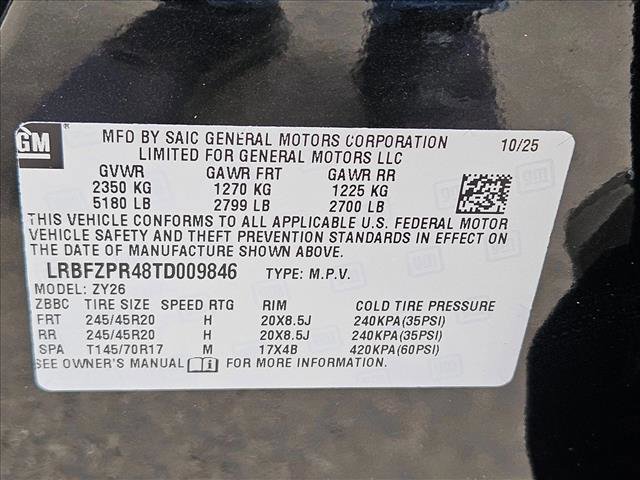 GM ® MFD BY SAIC GENERAL MOTORS CORPORATION 10/25
LIMITED FOR GENERAL MOTORS LLC
GVWR GAWR FRT GAWR RR
2350 KG 1270 KG 1225 KG
5180 LB 2799 LB 2700 LB
THIS VEHICLE CONFORMS TO ALL APPLICABLE U.S. FEDERAL MOTOR
VEHICLE SAFETY AND THEFT PREVENTION STANDARDS IN EFFECT ON
THE DATE OF MANUFACTURE SHOWN ABOVE.
LRBFZPR48TD009846 TYPE: M.P.V.
MODEL: ZY26
ZBBC TIRE SIZE SPEED RTG RIM COLD TIRE PRESSURE
FRT 245/45R20 H 20X8.5J 240KPA(35PSI)
RR 245/45R20 H 20X8.5J 240KPA(35PSI)
SPA T145/70R17 M 17X4B 420KPA(60PSI)
SEE OWNER'S MANUAL FOR MORE INFORMATION.